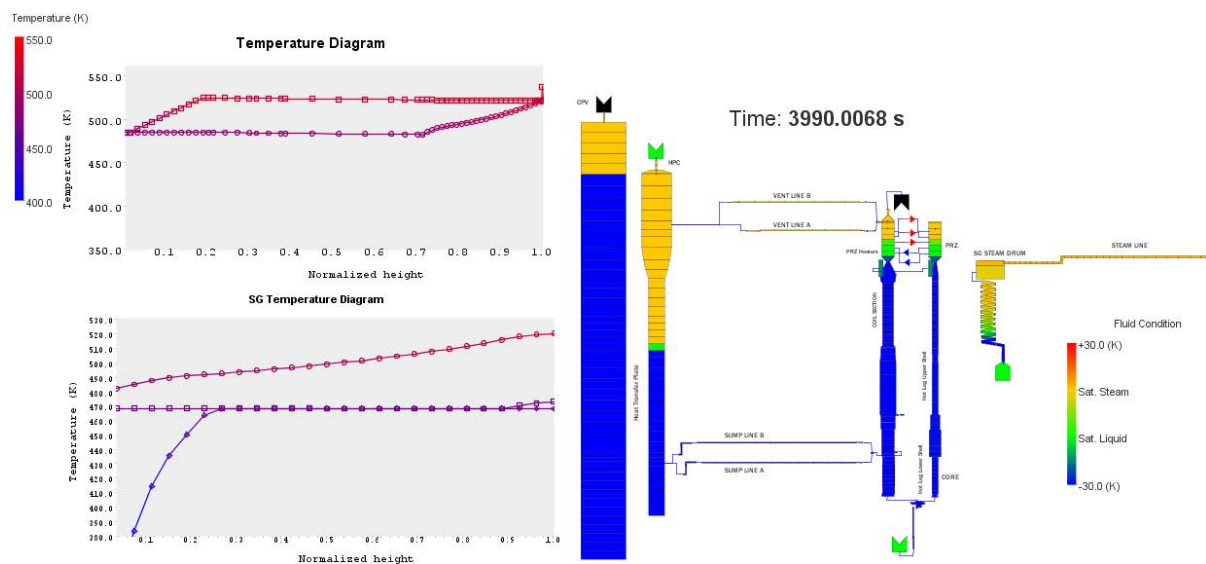 Temperature (K)
550.0
500.0
450.0
400.0
Temperature Diagram
550.0
500.0
450.0
400.0
350.0
Temperature (K)
0.1
0.2
0.3
0.4
0.5
0.6
0.7
0.8
0.9
1.0
Normalized height
SG Temperature Diagram
530.0
520.0
510.0
500.0
490.0
480.0
470.0
460.0
450.0
440.0
430.0
420.0
410.0
400.0
390.0
380.0
Temperature (K)
0.1
0.2
0.3
0.4
0.5
0.6
0.7
0.8
0.9
1.0
Normalized height
Time: 3990.0068 s
CPV
HPC
Heat Transfer Plate
VENT LINE B
VENT LINE A
SUMP LINE B
SUMP LINE A
PRZ Heaters
PRZ
COIL SECTION
Hot Leg Upper Shell
Hot Leg Lower Shell
CORE
SG STEAM DRUM
STEAM LINE
Fluid Condition
+30.0 (K)
Sat. Steam
Sat. Liquid
-30.0 (K)